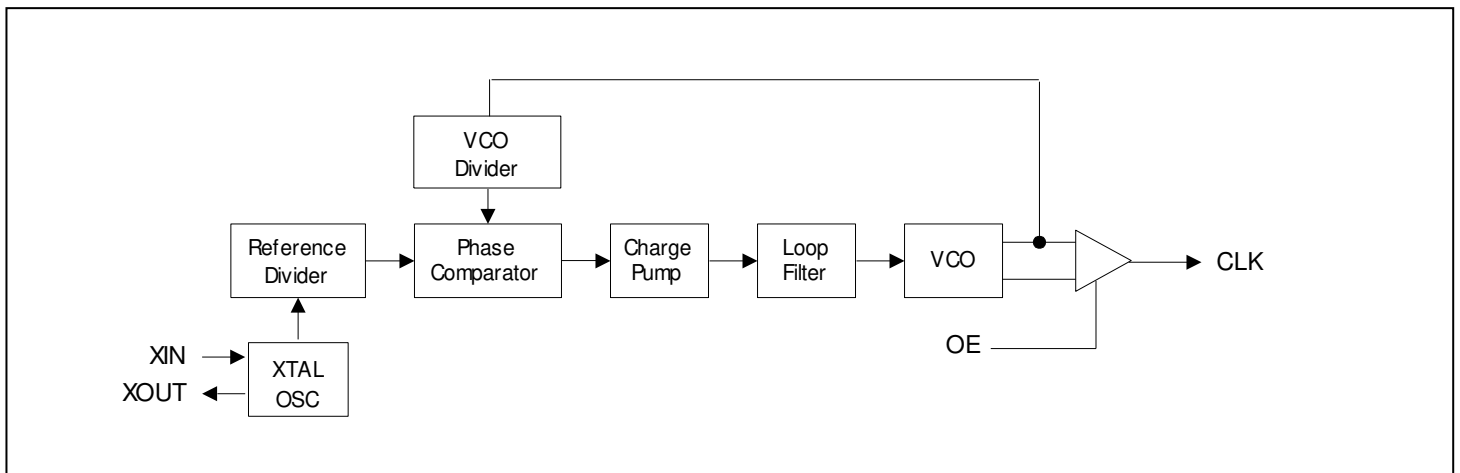 VCO
Divider
Reference
Divider
Phase
Comparator
Charge
Pump
Loop
Filter
VCO
CLK
OE
XIN
XOUT
XTAL
OSC